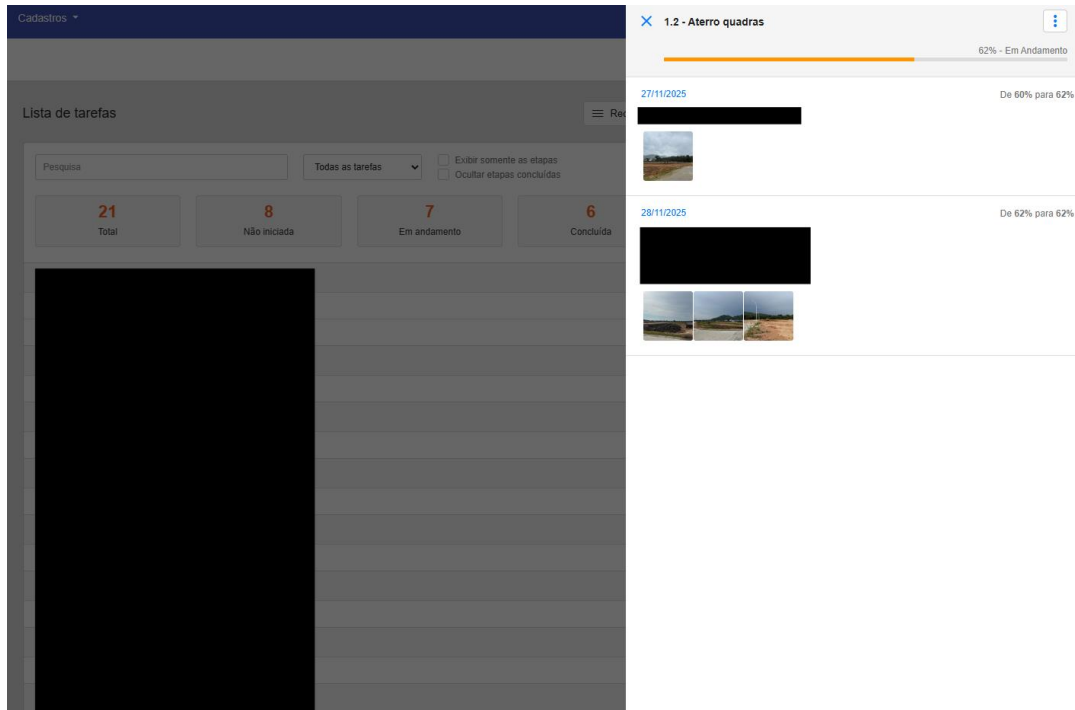 Cadastros
Lista de tarefas
Pesquisa
Todas as tarefas
Exibir somente as etapas
Ocultar etapas concluídas
21
Total
8
Não iniciada
7
Em andamento
6
Concluída
1.2 - Aterro quadras
62% - Em Andamento
27/11/2025
De 60% para 62%
28/11/2025
De 62% para 62%